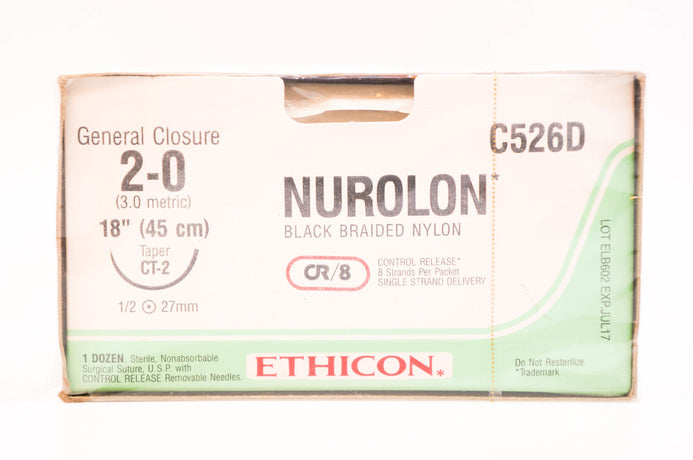 General Closure
2-0
(3.0 metric)
18" (45 cm)
Taper
CT-2
1/2 27mm
NUROLON*
BLACK BRAIDED NYLON
CR/8
CONTROL RELEASE*
8 Strands Per Packet
SINGLE STRAND DELIVERY
C526D
LOT ELB602 EXP.JUL17
1 DOZEN, Sterile, Nonabsorbable
Surgical Suture, U.S.P. with
CONTROL RELEASE Removable Needles.
ETHICON*
Do Not Resterilize.
*Trademark